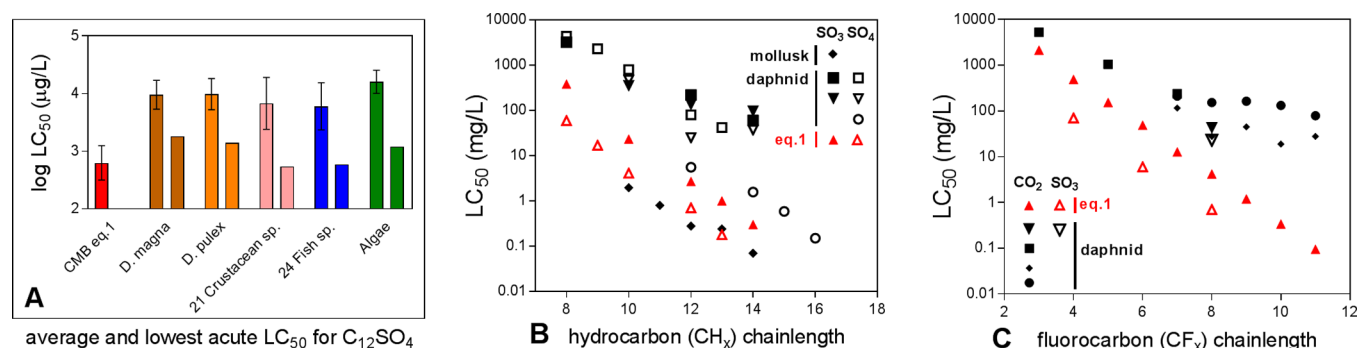 5
4
3
2
log LC50 (µg/L)
CMB eq.1
D. magna
D. pulex
21 Crustacean sp.
24 Fish sp.
Algae
A
average and lowest acute LC50 for C12SO4
10000
1000
100
10
1
0.1
0.01
LC50 (mg/L)
SO3 SO4
mollusk
daphnid
eq.1
8 10 12 14 16 18
B hydrocarbon (CHx) chainlength
10000
1000
100
10
1
0.1
0.01
LC50 (mg/L)
CO2 SO3
eq.1
daphnid
2 4 6 8 10 12
C fluorocarbon (CFx) chainlength